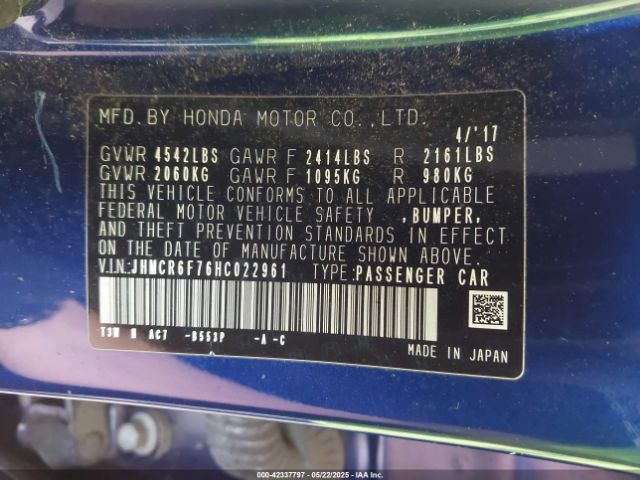 MFD. BY HONDA MOTOR CO., LTD.
4/'17
GVWR 4542LBS GAWR F 2414LBS R 2161LBS
GVWR 2060KG GAWR F 1095KG R 980KG
THIS VEHICLE CONFORMS TO ALL APPLICABLE
FEDERAL MOTOR VEHICLE SAFETY ,BUMPER,
AND THEFT PREVENTION STANDARDS IN EFFECT
ON THE DATE OF MANUFACTURE SHOWN ABOVE.
VIN:JHMCR6F76HC022961 TYPE:PASSENGER CAR
T3W N AC7 -B553P -A -C
MADE IN JAPAN
000-42337797 - 05/22/2025 - IAA Inc.